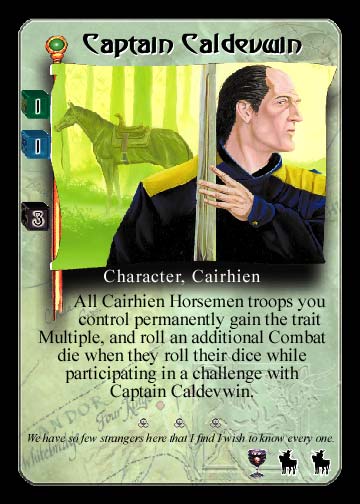 Captain Caldevwin
1
1
3
Character, Cairhien
All Cairhien Horsemen troops you
control permanently gain the trait
Multiple, and roll an additional Combat
die when they roll their dice while
participating in a challenge with
Captain Caldevwin.
ANDOR
We have so few strangers here that I find I wish to know every one.
Whitebridge